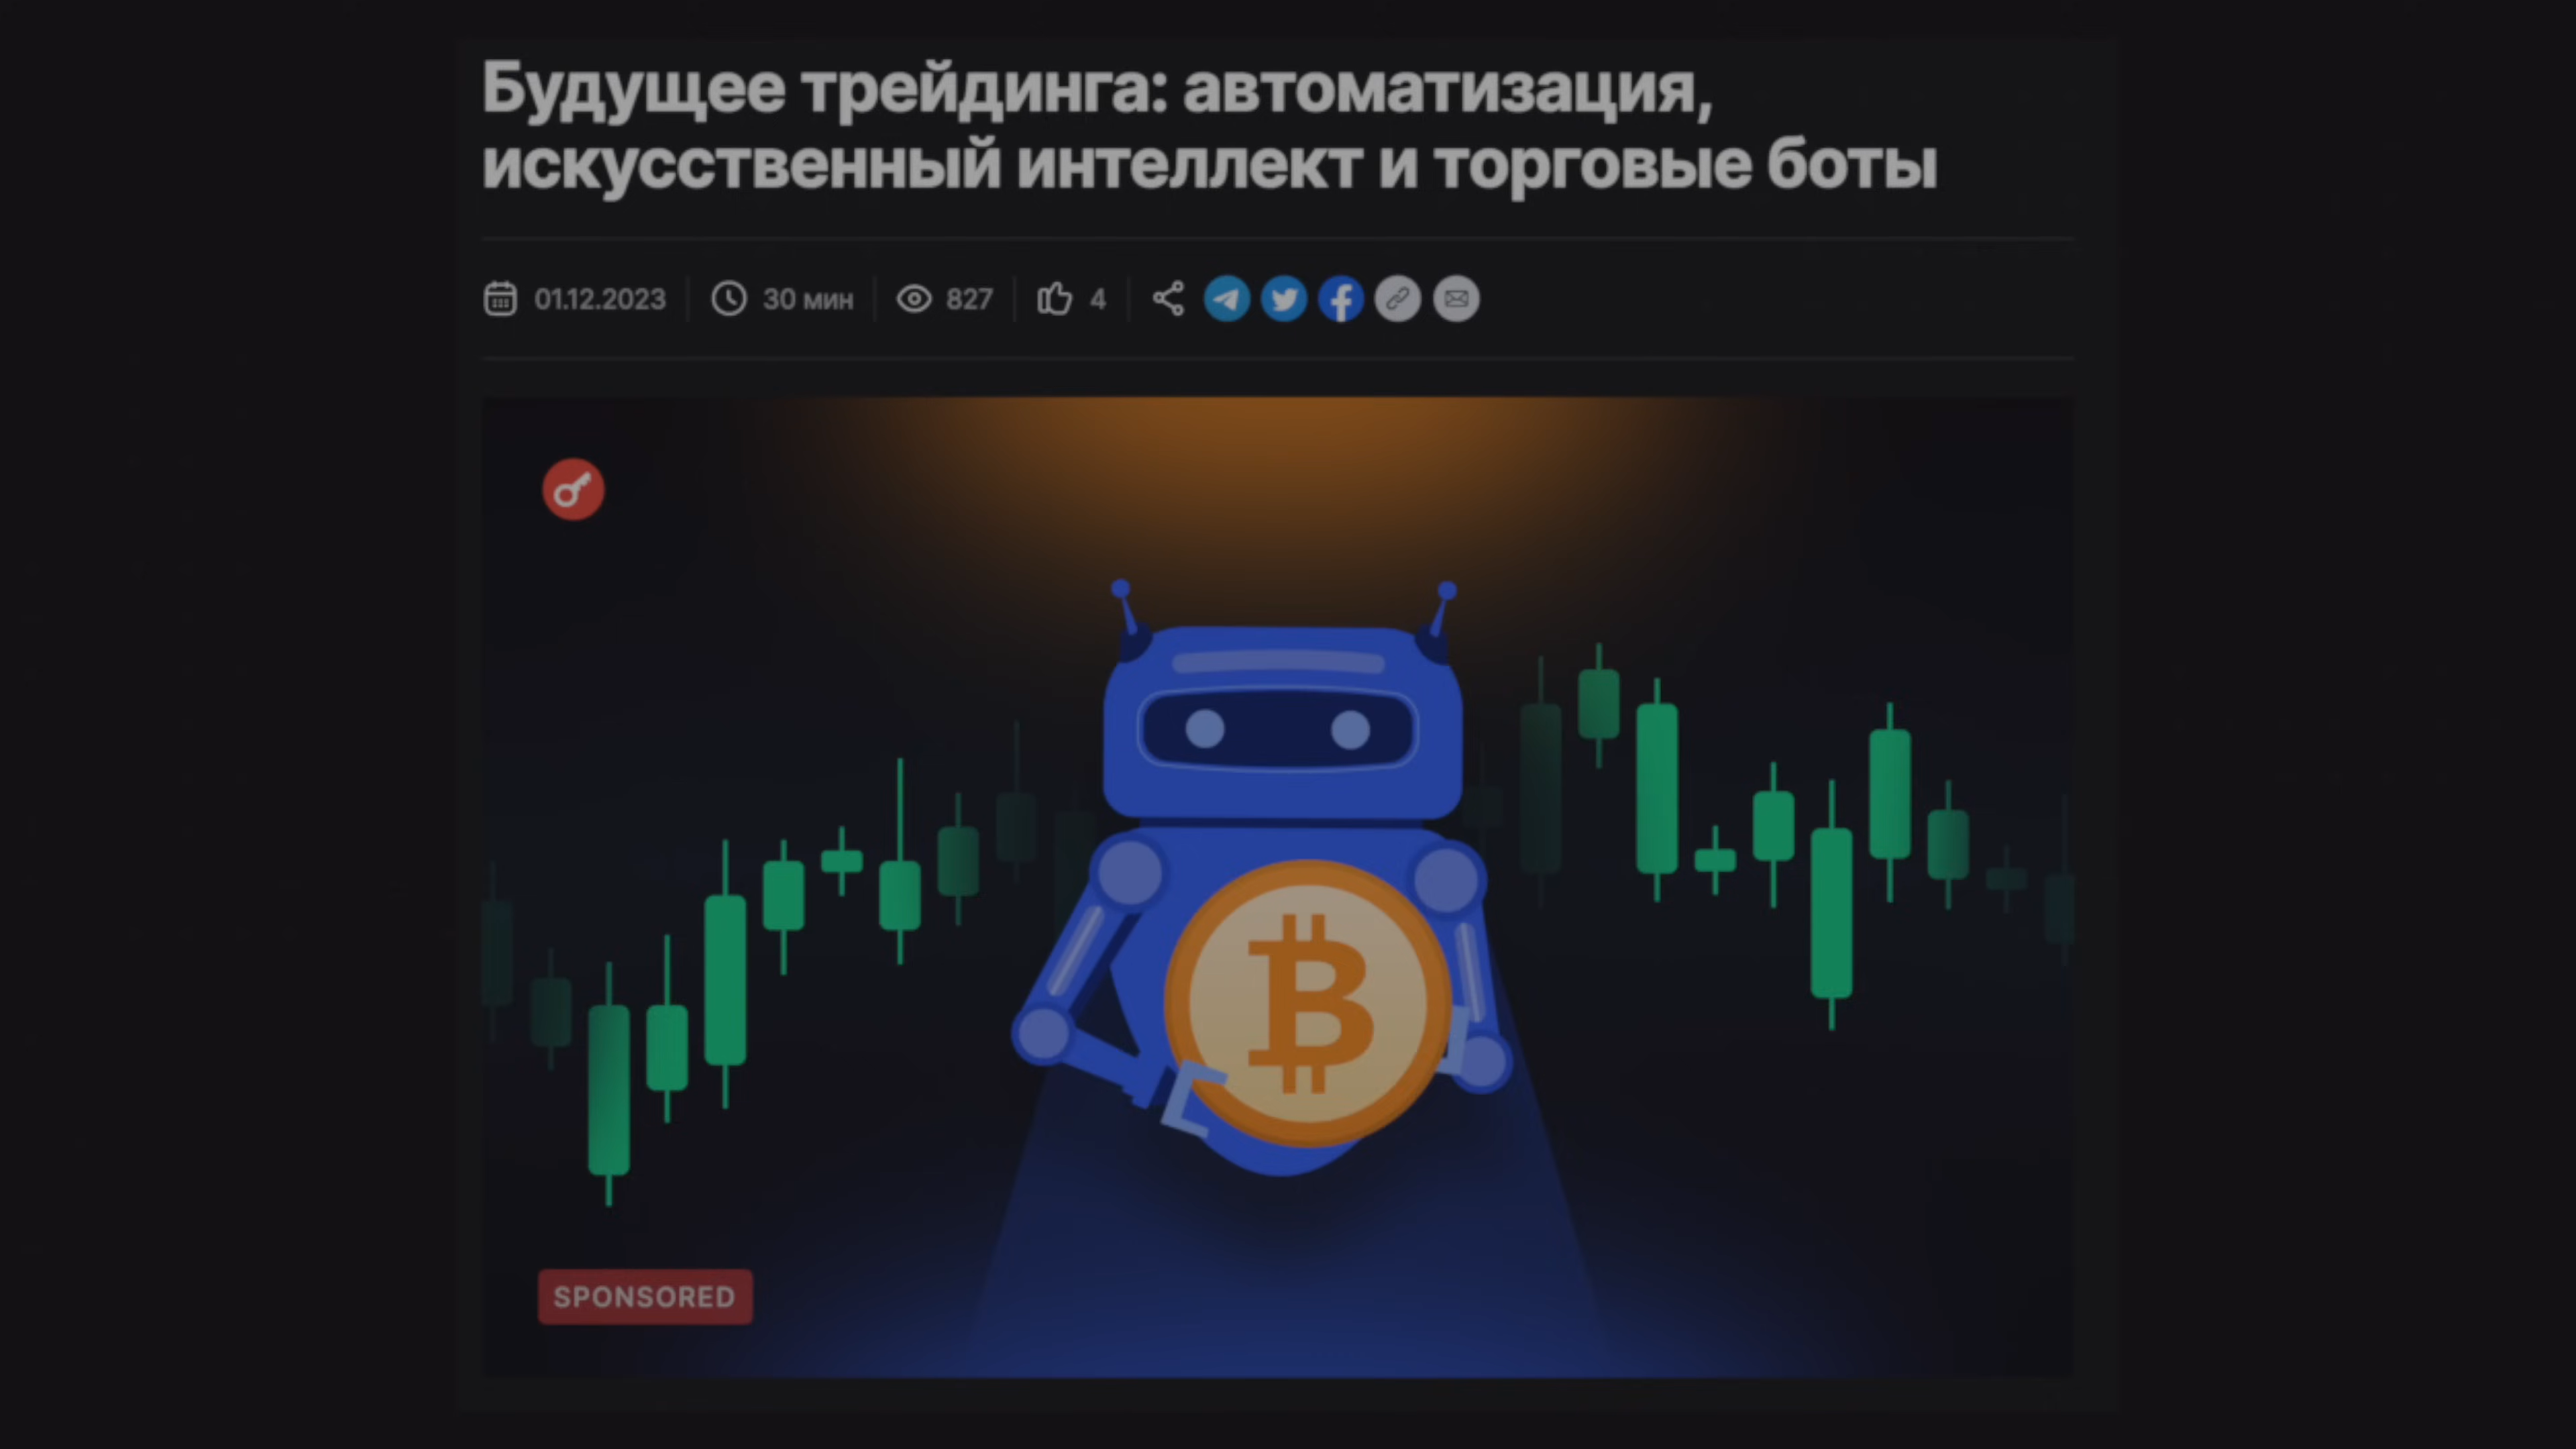 Будущее трейдинга: автоматизация,
искусственный интеллект и торговые боты
01.12.2023 30 мин 827 4
SPONSORED